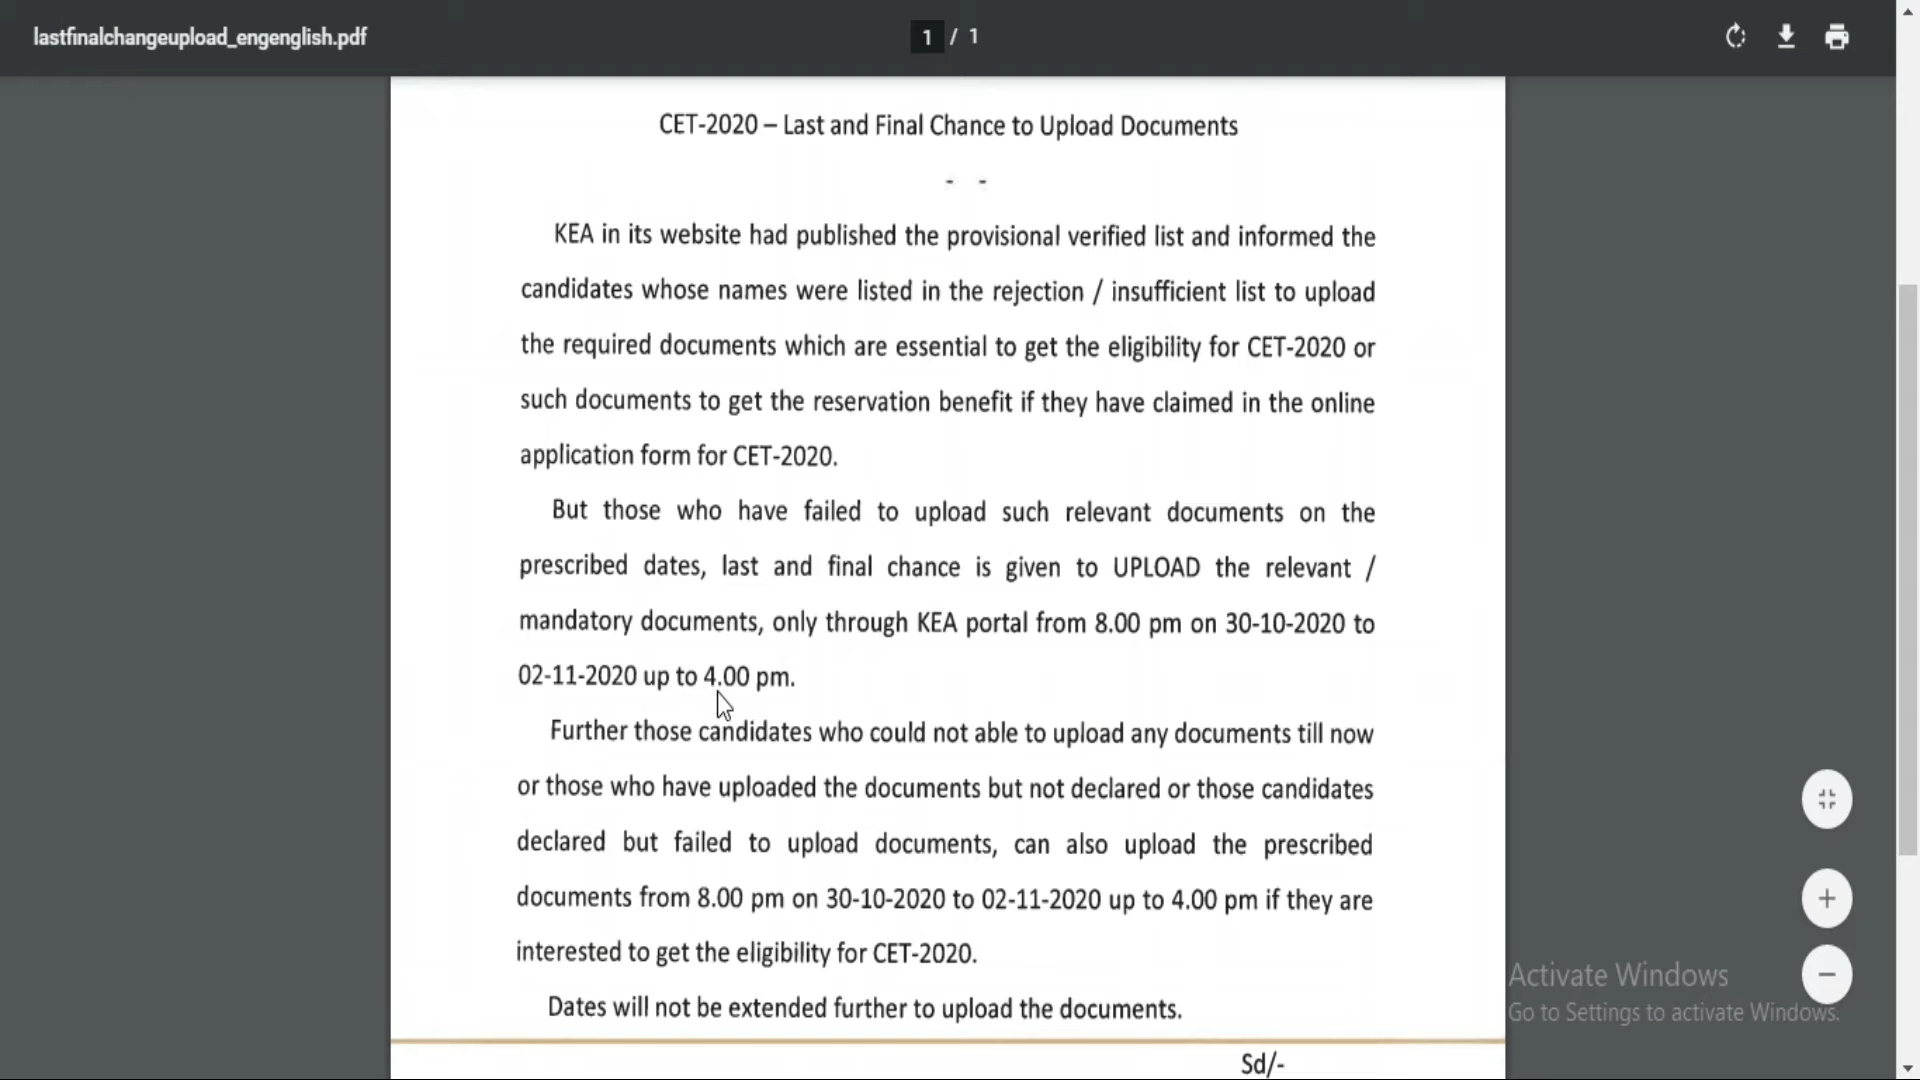 lastfinalchangeupload_engenglish.pdf
1 / 1
CET-2020 – Last and Final Chance to Upload Documents
- -
KEA in its website had published the provisional verified list and informed the
candidates whose names were listed in the rejection / insufficient list to upload
the required documents which are essential to get the eligibility for CET-2020 or
such documents to get the reservation benefit if they have claimed in the online
application form for CET-2020.
But those who have failed to upload such relevant documents on the
prescribed dates, last and final chance is given to UPLOAD the relevant /
mandatory documents, only through KEA portal from 8.00 pm on 30-10-2020 to
02-11-2020 up to 4.00 pm.
Further those candidates who could not able to upload any documents till now
or those who have uploaded the documents but not declared or those candidates
declared but failed to upload documents, can also upload the prescribed
documents from 8.00 pm on 30-10-2020 to 02-11-2020 up to 4.00 pm if they are
interested to get the eligibility for CET-2020.
Dates will not be extended further to upload the documents.
Sd/-
Activate Windows
Go to Settings to activate Windows.